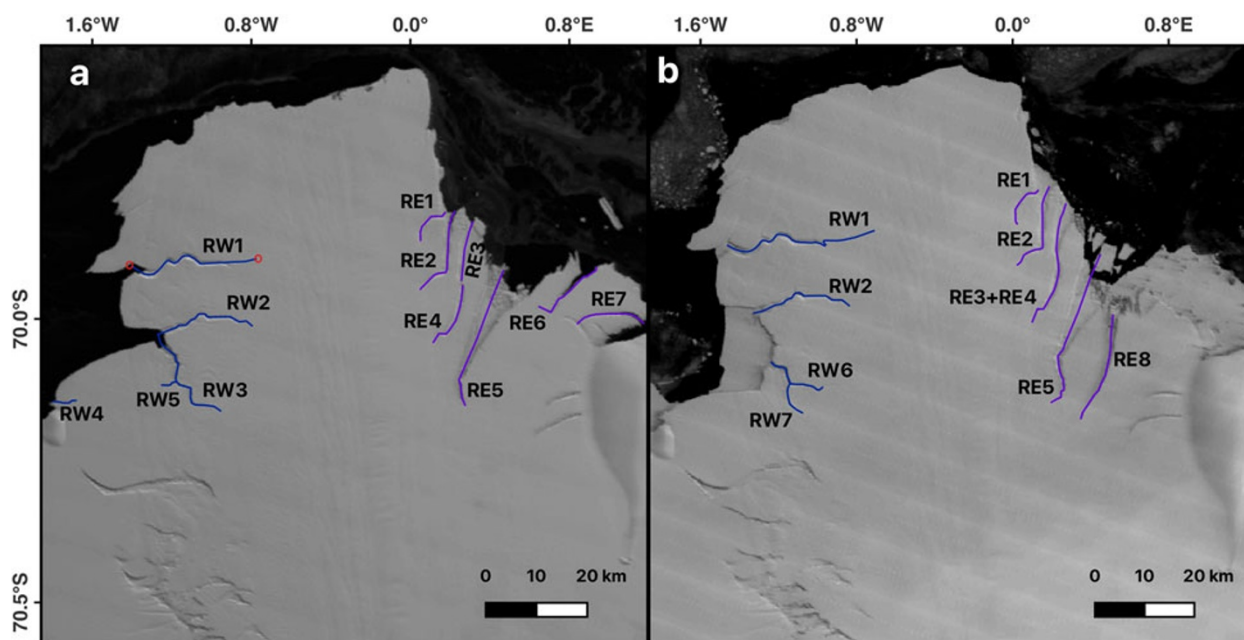 1.6°W 0.8°W 0.0° 0.8°E 1.6°W 0.8°W 0.0° 0.8°E
a b
RE1 RE1
RW1 RE2 RE3 RW1 RE2
RW2 RE4 RE6 RE7 RW2 RE3+RE4
70.0°S
RW4 RW5 RW3 RE5 RW6 RE5 RE8
RW7
0 10 20 km 0 10 20 km
70.5°S